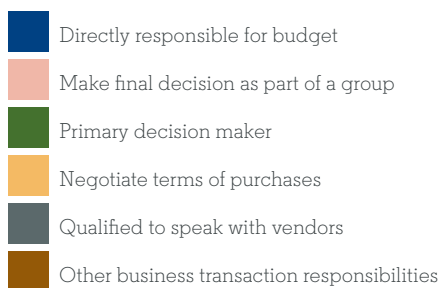 Directly responsible for budget
Make final decision as part of a group
Primary decision maker
Negotiate terms of purchases
Qualified to speak with vendors
Other business transaction responsibilities